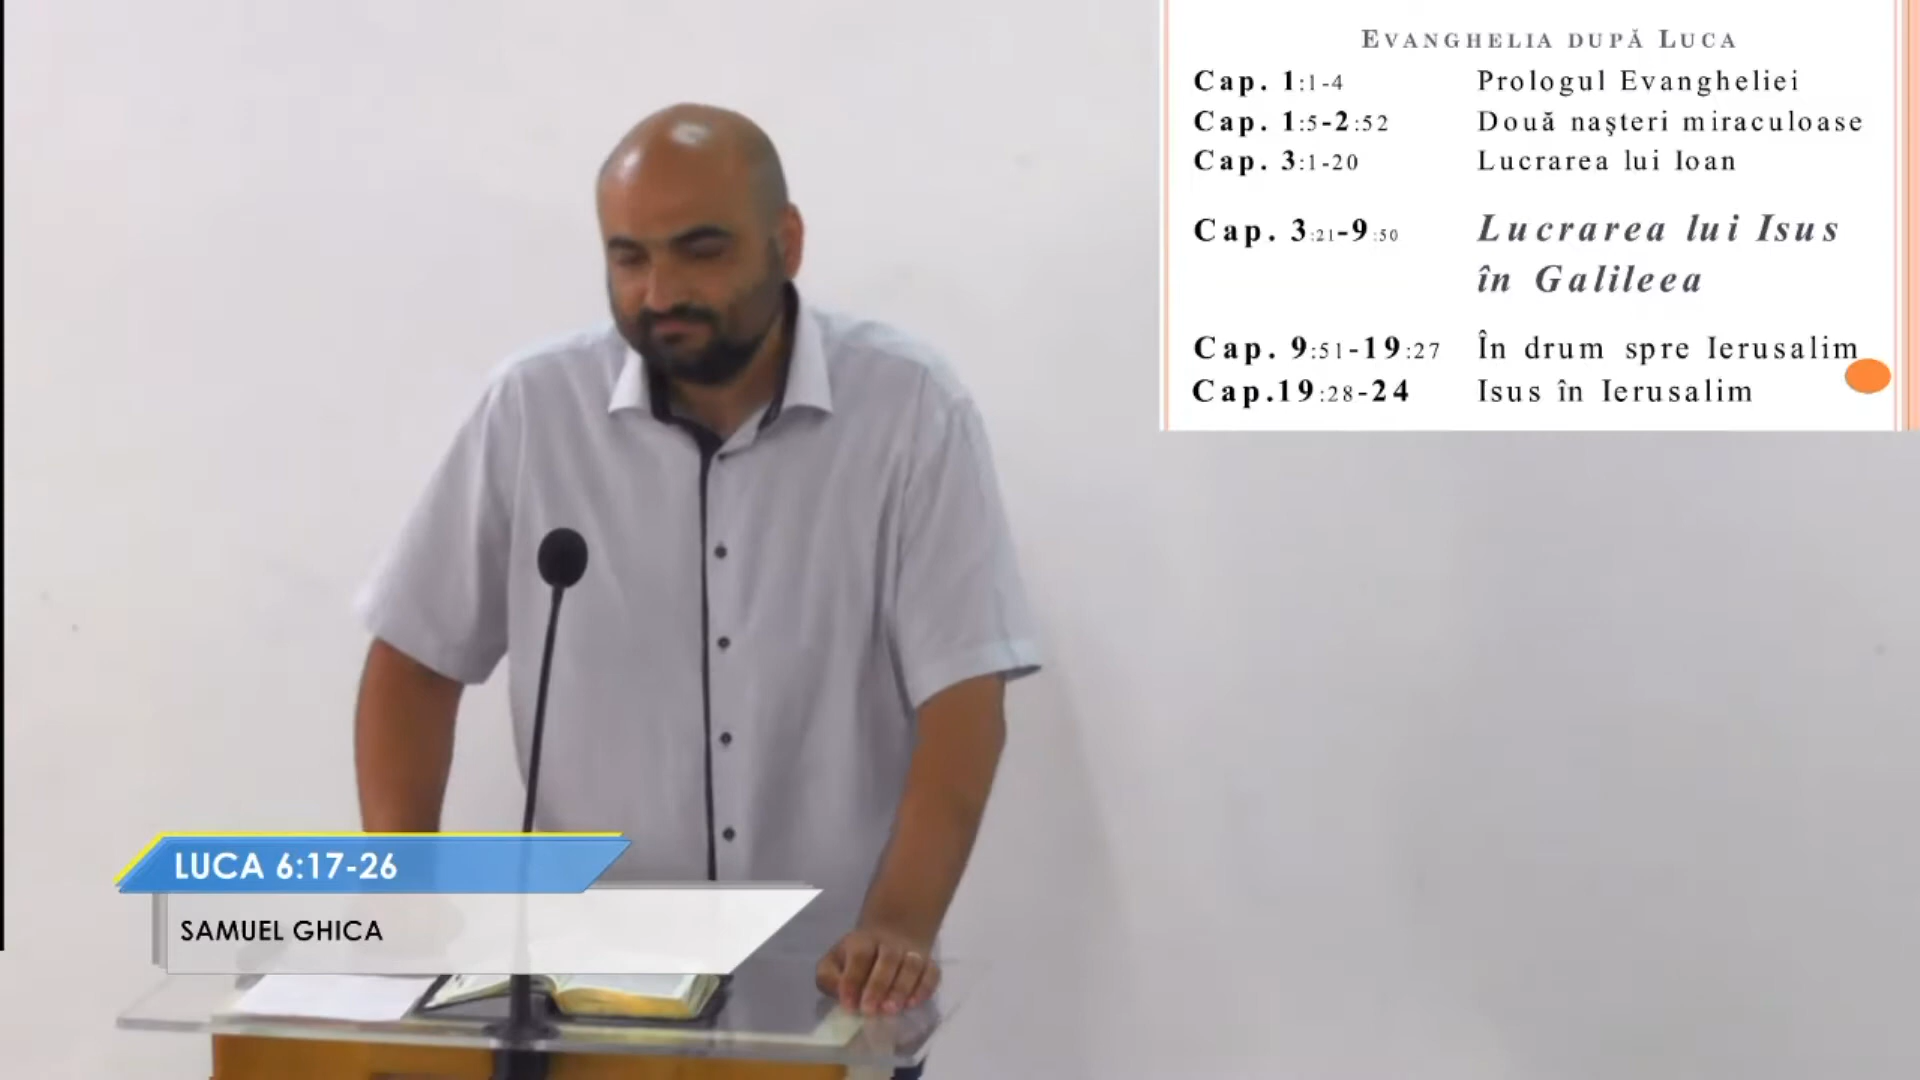 EVANGHELIA DUPĂ LUCA
Cap. 1:1-4 Prologul Evangheliei
Cap. 1:5-2:52 Două naşteri miraculoase
Cap. 3:1-20 Lucrarea lui Ioan
Cap. 3:21-9:50 Lucrarea lui Isus
în Galileea
Cap. 9:51-19:27 În drum spre Ierusalim
Cap.19:28-24 Isus în Ierusalim
LUCA 6:17-26
SAMUEL GHICA